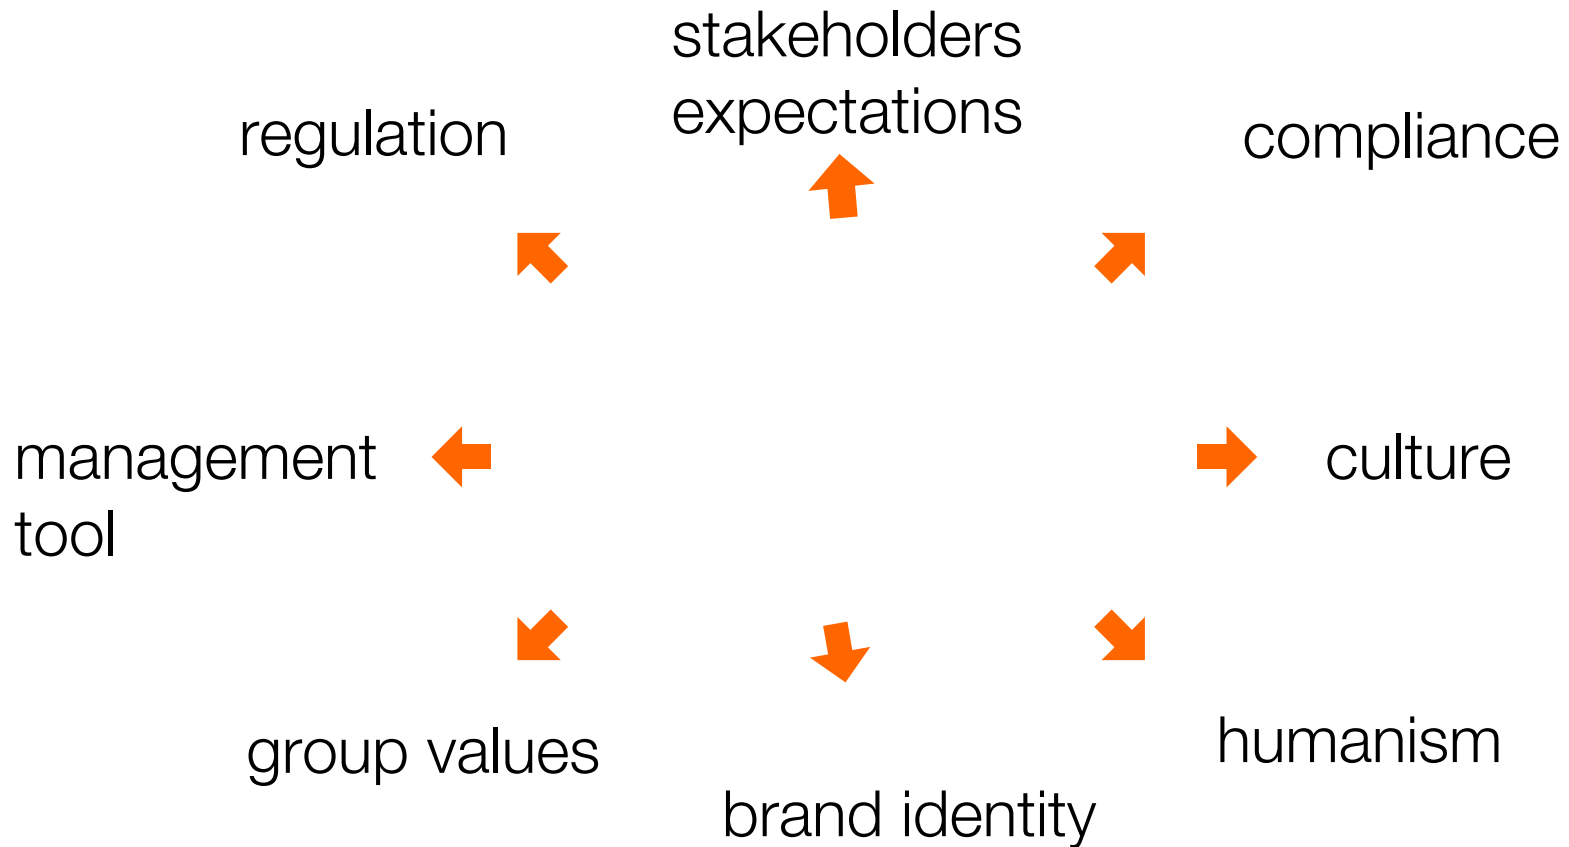 stakeholders
expectations
regulation
compliance
management
tool
culture
group values
humanism
brand identity